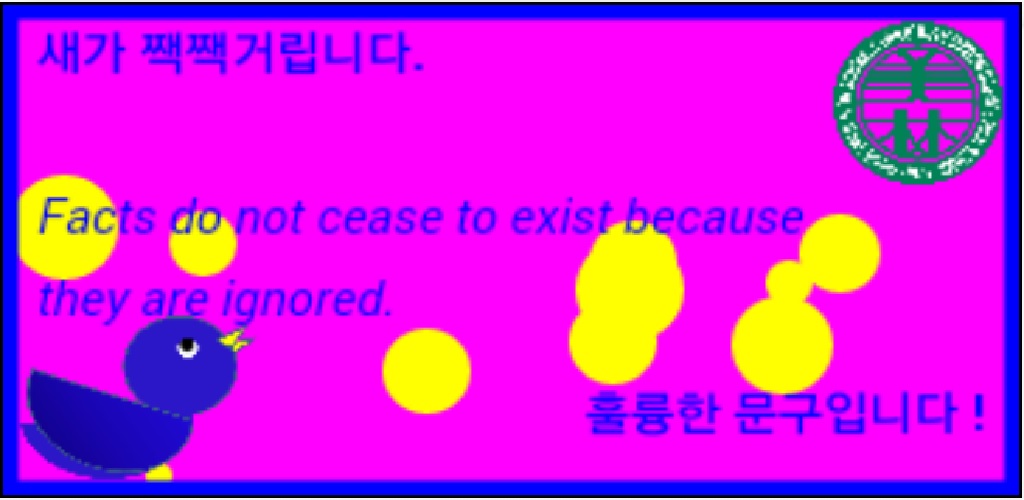 새가 짹짹거립니다.
Facts do not cease to exist because
they are ignored.
훌륭한 문구입니다 !